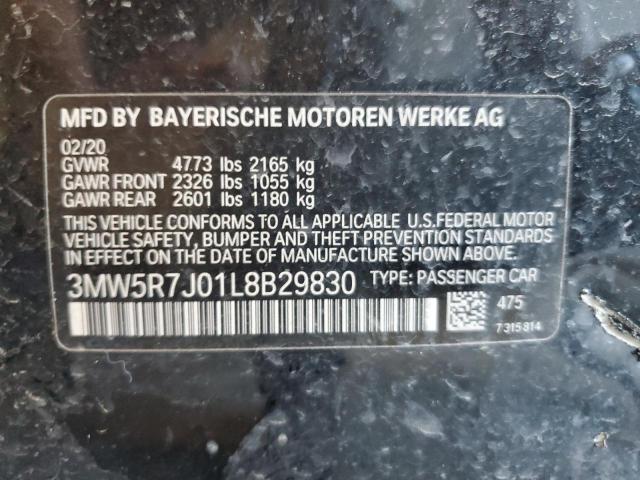 MFD BY BAYERISCHE MOTOREN WERKE AG
02/20
GVWR 4773 lbs 2165 kg
GAWR FRONT 2326 lbs 1055 kg
GAWR REAR 2601 lbs 1180 kg
THIS VEHICLE CONFORMS TO ALL APPLICABLE U.S.FEDERAL MOTOR
VEHICLE SAFETY, BUMPER AND THEFT PREVENTION STANDARDS
IN EFFECT ON THE DATE OF MANUFACTURE SHOWN ABOVE.
3MW5R7J01L8B29830 TYPE: PASSENGER CAR
475
7315814